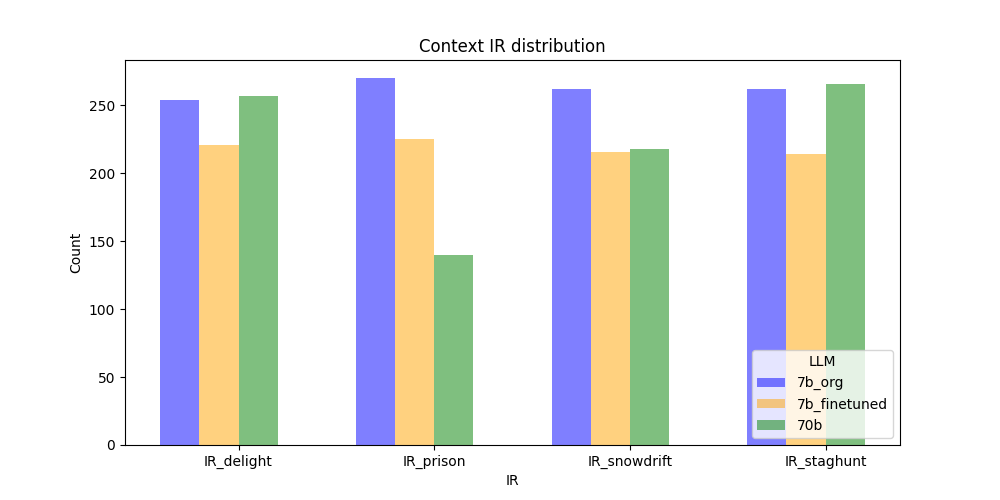 Context IR distribution
Count
250
200
150
100
50
0
IR_delight IR_prison IR_snowdrift IR_staghunt
IR
LLM
7b_org
7b_finetuned
70b